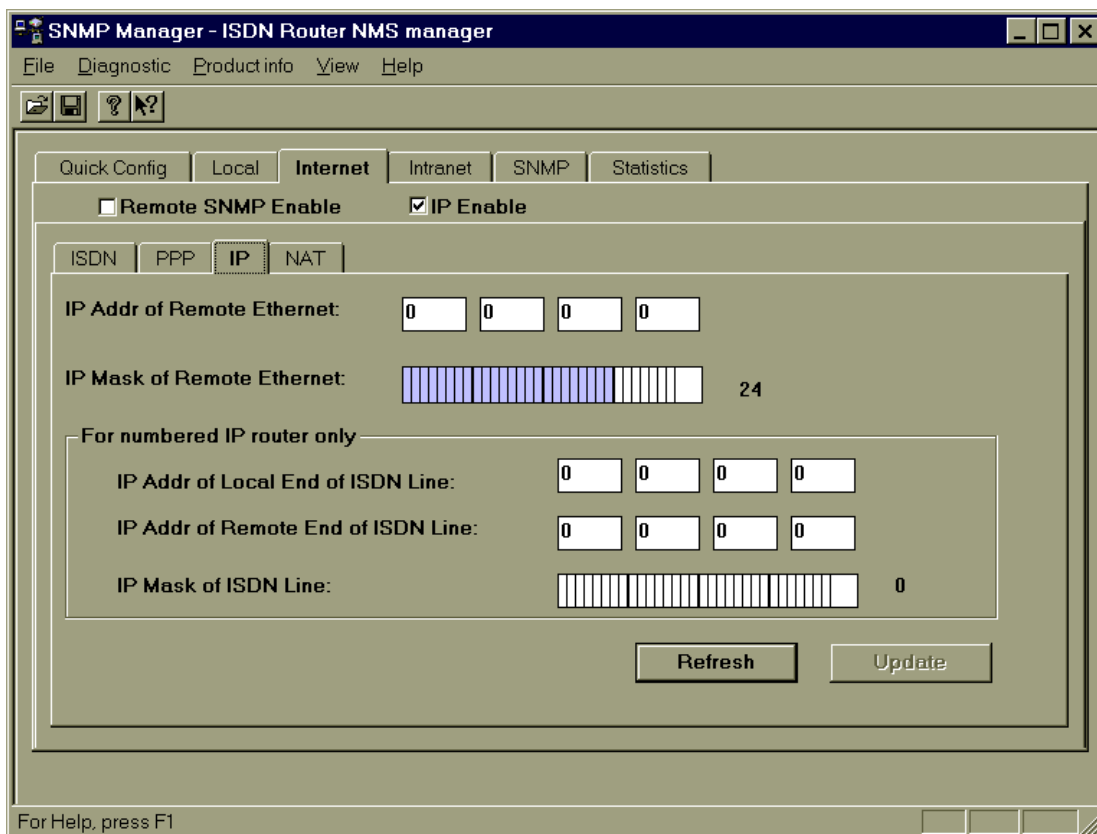 SNMP Manager - ISDN Router NMS manager
File Diagnostic Product info View Help
Quick Config Local Internet Intranet SNMP Statistics
Remote SNMP Enable IP Enable
ISDN PPP IP NAT
IP Addr of Remote Ethernet: 0 0 0 0
IP Mask of Remote Ethernet: 24
For numbered IP router only
IP Addr of Local End of ISDN Line: 0 0 0 0
IP Addr of Remote End of ISDN Line: 0 0 0 0
IP Mask of ISDN Line: 0
Refresh Update
For Help, press F1